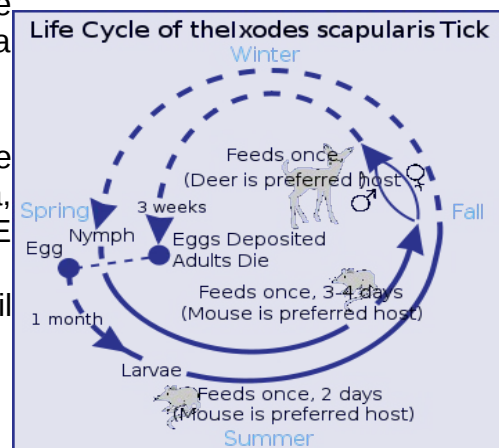 Life Cycle of theIxodes scapularis Tick
Winter
Feeds once
(Deer is preferred host
♀
♂
Spring
3 weeks
Fall
Nymph
Eggs Deposited
Adults Die
Egg
Feeds once, 3-4 days
(Mouse is preferred host)
1 month
Larvae
Feeds once, 2 days
(Mouse is preferred host)
Summer
e
a
e
,
E
il